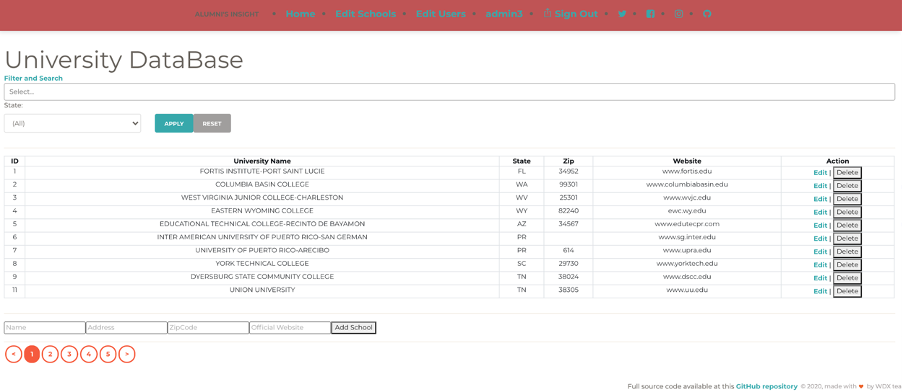 ALUMNI'S INSIGHT • Home • Edit Schools • Edit Users • admin3 • Sign Out • • • •
University DataBase
Filter and Search
Select...
State:
(All) APPLY RESET
ID University Name State Zip Website Action
1 FORTIS INSTITUTE-PORT SAINT LUCIE FL 34952 www.fortis.edu Edit | Delete
2 COLUMBIA BASIN COLLEGE WA 99301 www.columbiabasin.edu Edit | Delete
3 WEST VIRGINIA JUNIOR COLLEGE-CHARLESTON WV 25301 www.wvjc.edu Edit | Delete
4 EASTERN WYOMING COLLEGE WY 82240 ewc.wy.edu Edit | Delete
5 EDUCATIONAL TECHNICAL COLLEGE-RECINTO DE BAYAMON AZ 34567 www.edutecpr.com Edit | Delete
6 INTER AMERICAN UNIVERSITY OF PUERTO RICO-SAN GERMAN PR www.sg.inter.edu Edit | Delete
7 UNIVERSITY OF PUERTO RICO-ARECIBO PR 614 www.upra.edu Edit | Delete
8 YORK TECHNICAL COLLEGE SC 29730 www.yorktech.edu Edit | Delete
9 DYERSBURG STATE COMMUNITY COLLEGE TN 38024 www.dscc.edu Edit | Delete
11 UNION UNIVERSITY TN 38305 www.uu.edu Edit | Delete
Name Address ZipCode Official Website Add School
< 1 2 3 4 5 >
Full source code available at this GitHub repository © 2020, made with ❤ by WDX tea